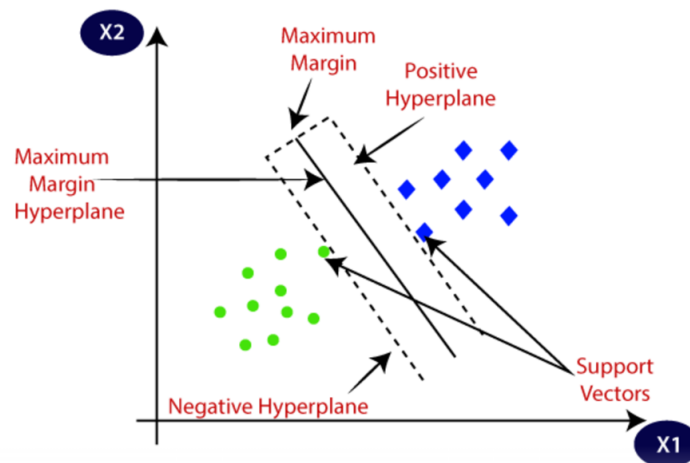 X2
Maximum
Margin
Positive
Hyperplane
Maximum
Margin
Hyperplane
Support
Vectors
Negative Hyperplane
X1